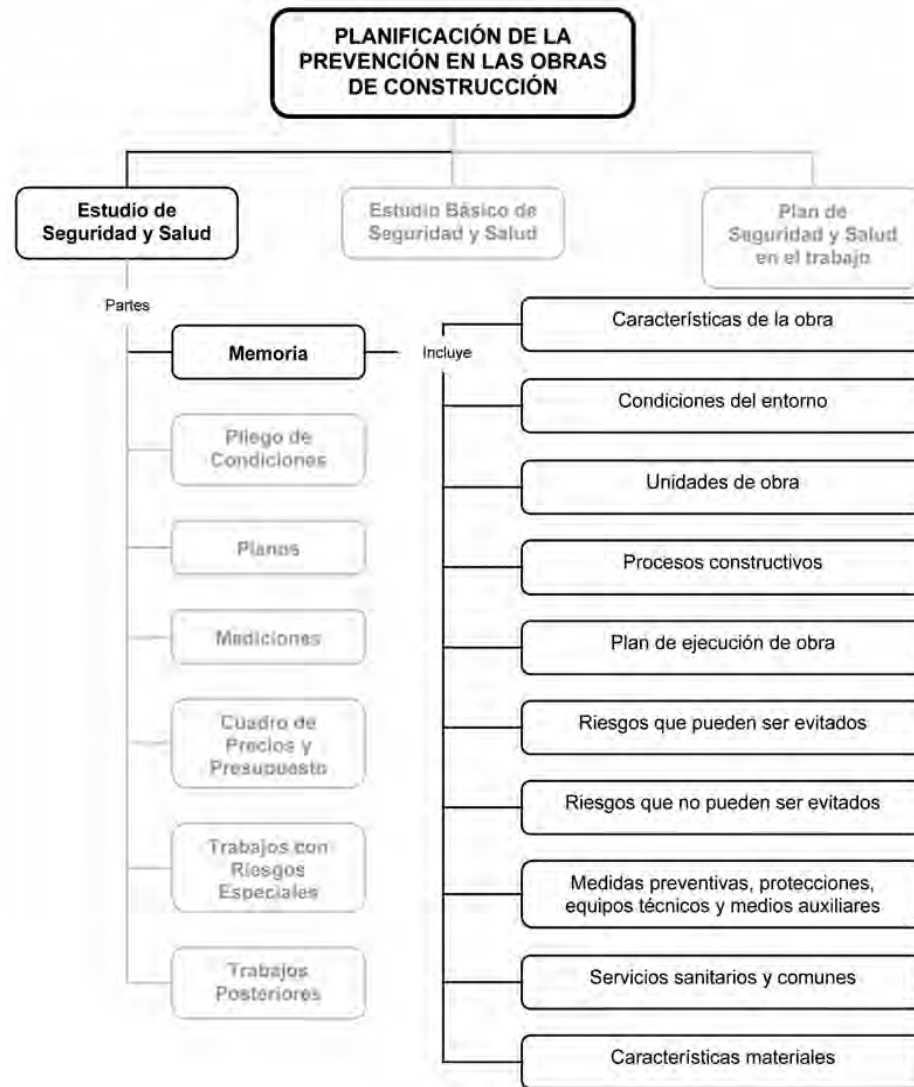 PLANIFICACIÓN DE LA
PREVENCIÓN EN LAS OBRAS
DE CONSTRUCCIÓN
Estudio de
Seguridad y Salud
Estudio Básico de
Seguridad y Salud
Plan de
Seguridad y Salud
en el trabajo
Partes
Memoria
Incluye
Pliego de
Condiciones
Planos
Mediciones
Cuadro de
Precios y
Presupuesto
Trabajos con
Riesgos
Especiales
Trabajos
Posteriores
Características de la obra
Condiciones del entorno
Unidades de obra
Procesos constructivos
Plan de ejecución de obra
Riesgos que pueden ser evitados
Riesgos que no pueden ser evitados
Medidas preventivas, protecciones,
equipos técnicos y medios auxiliares
Servicios sanitarios y comunes
Características materiales